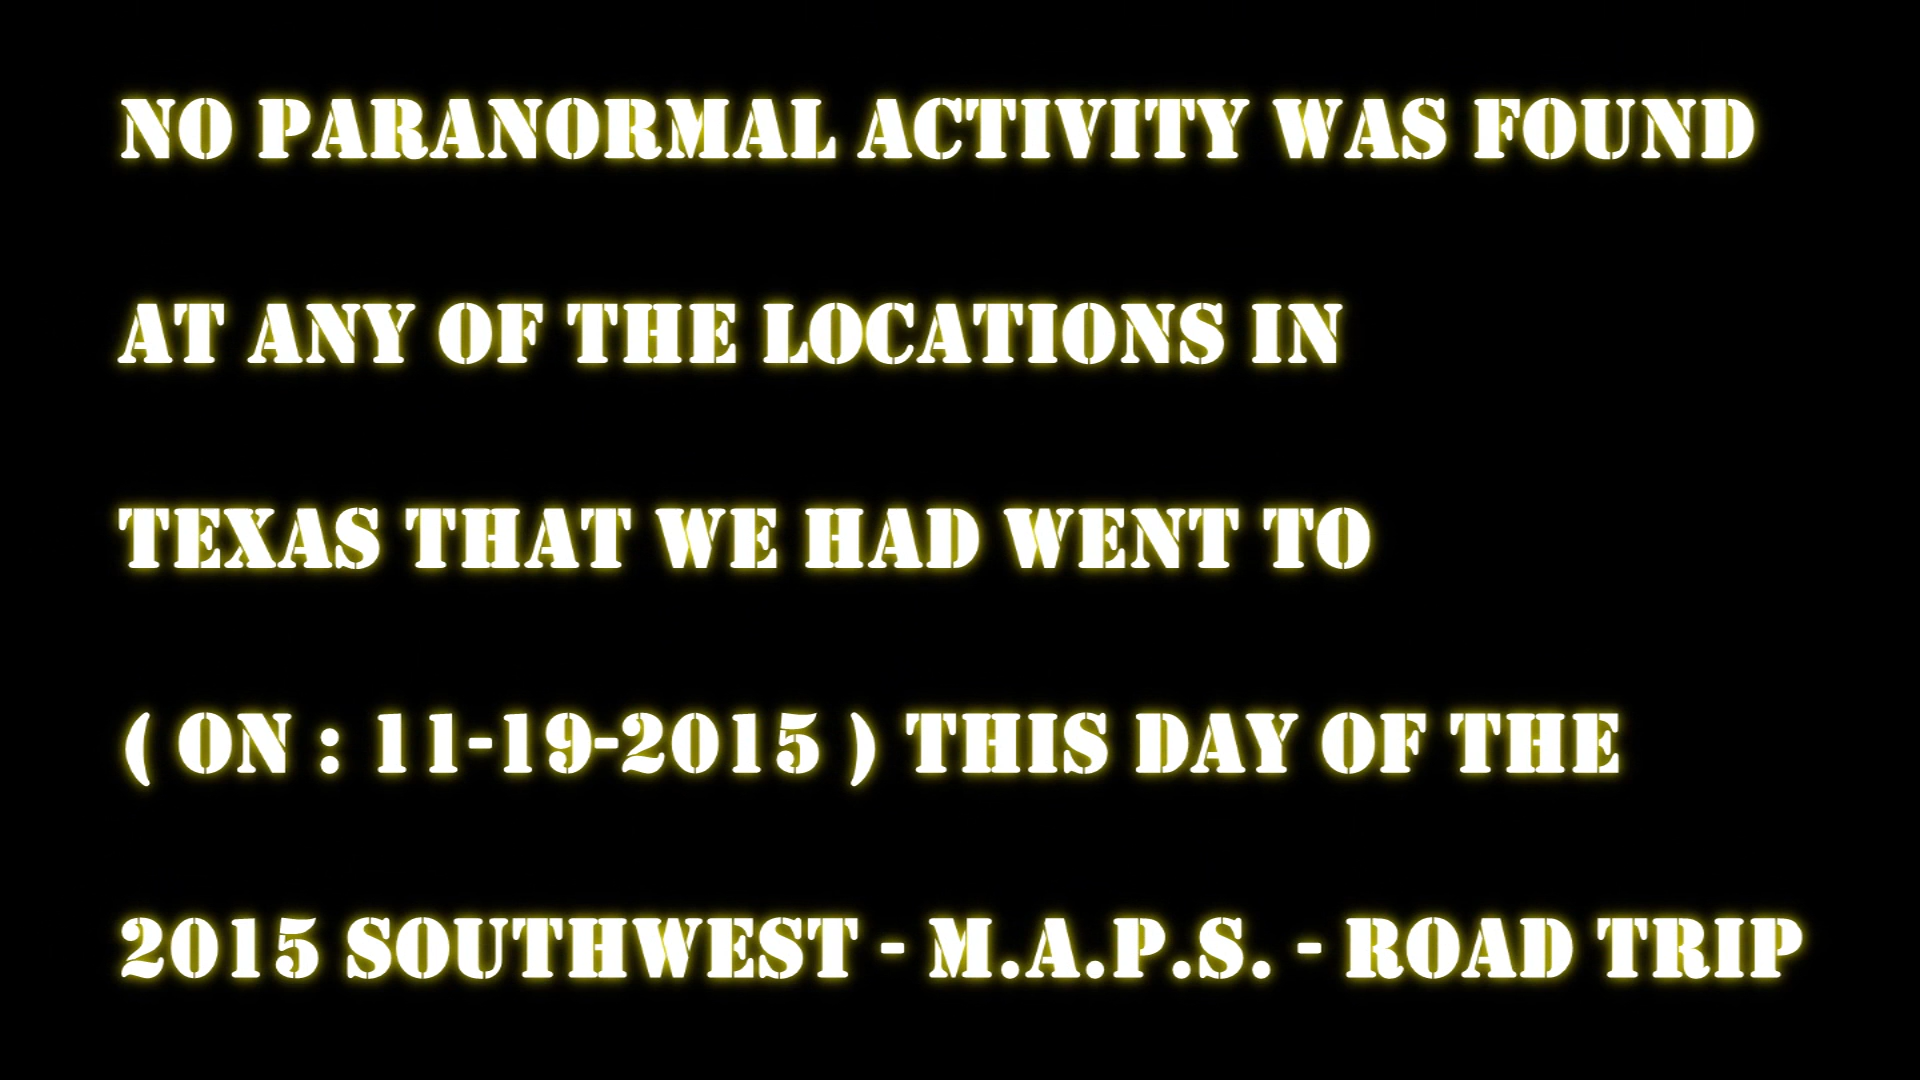 NO PARANORMAL ACTIVITY WAS FOUND
AT ANY OF THE LOCATIONS IN
TEXAS THAT WE HAD WENT TO
( ON : 11-19-2015 ) THIS DAY OF THE
2015 SOUTHWEST - M.A.P.S. - ROAD TRIP